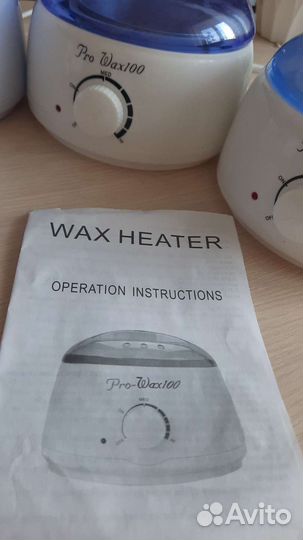 Pro Wax100
MED
WAX HEATER
OPERATION INSTRUCTIONS
Pro-Wax100
MED
Avito